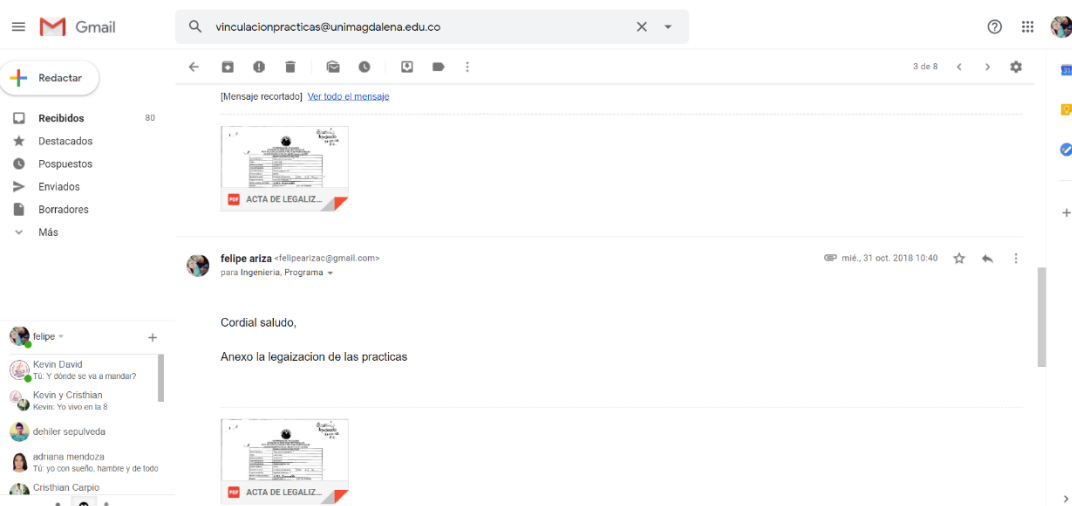 Gmail
vinculacionpracticas@unimagdalena.edu.co
Redactar
3 de 8
Recibidos 80
Destacados
Pospuestos
Enviados
Borradores
Más
[Mensaje recortado] Ver todo el mensaje
PDF ACTA DE LEGALIZ...
felipe ariza <felipearizac@gmail.com>
mié., 31 oct. 2018 10:40
para Ingenieria, Programa
Cordial saludo,
Anexo la legaizacion de las practicas
PDF ACTA DE LEGALIZ...
felipe
Kevin David
Tú: Y dónde se va a mandar?
Kevin y Cristhian
Kevin: Yo vivo en la 8
dehiler sepulveda
adriana mendoza
Tú: yo con sueño, hambre y de todo
Cristhian Carpio
31